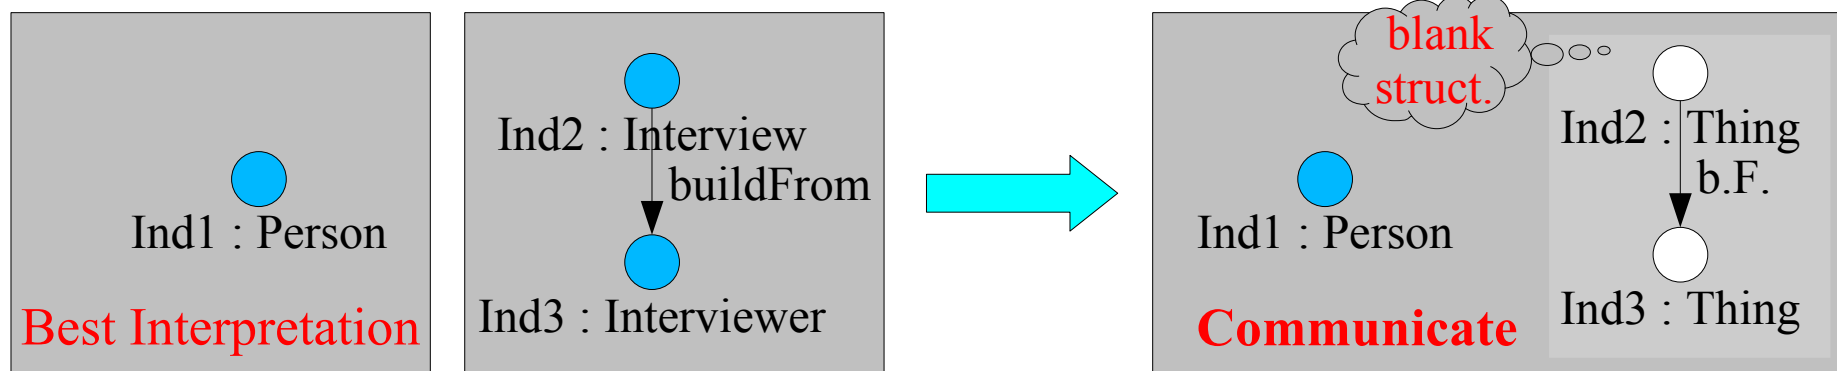 Ind1 : Person
Best Interpretation
Ind2 : Interview
buildFrom
Ind3 : Interviewer
blank
struct.
Ind1 : Person
Communicate
Ind2 : Thing
b.F.
Ind3 : Thing